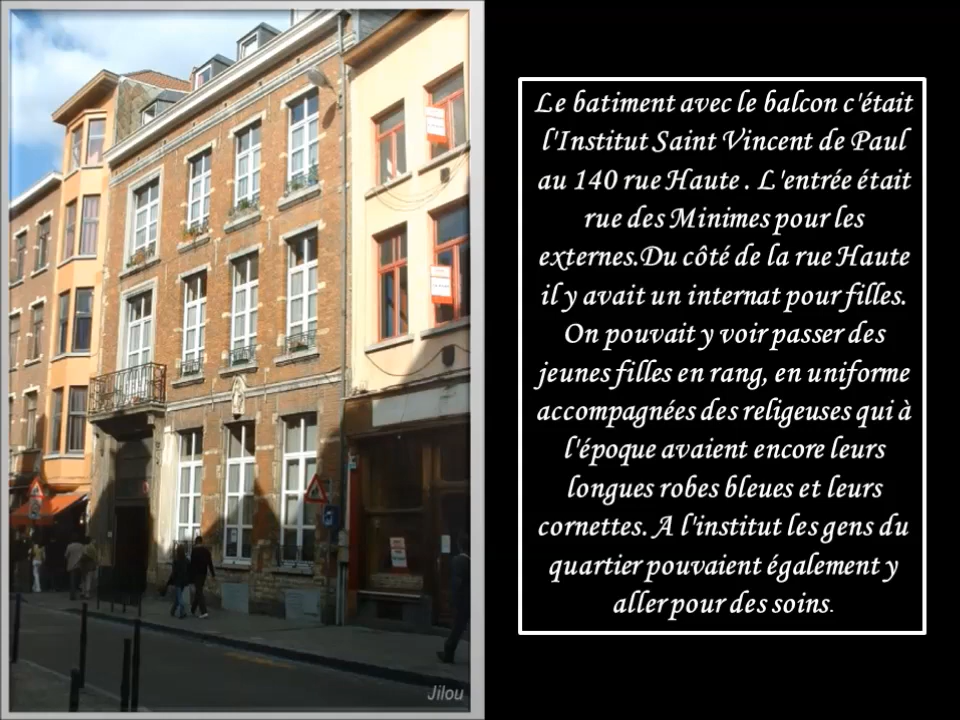 Le batiment avec le balcon c'était
l'Institut Saint Vincent de Paul
au 140 rue Haute . L'entrée était
rue des Minimes pour les
externes.Du côté de la rue Haute
il y avait un internat pour filles.
On pouvait y voir passer des
jeunes filles en rang, en uniforme
accompagnées des religeuses qui à
l'époque avaient encore leurs
longues robes bleues et leurs
cornettes. A l'institut les gens du
quartier pouvaient également y
aller pour des soins.
Jilou